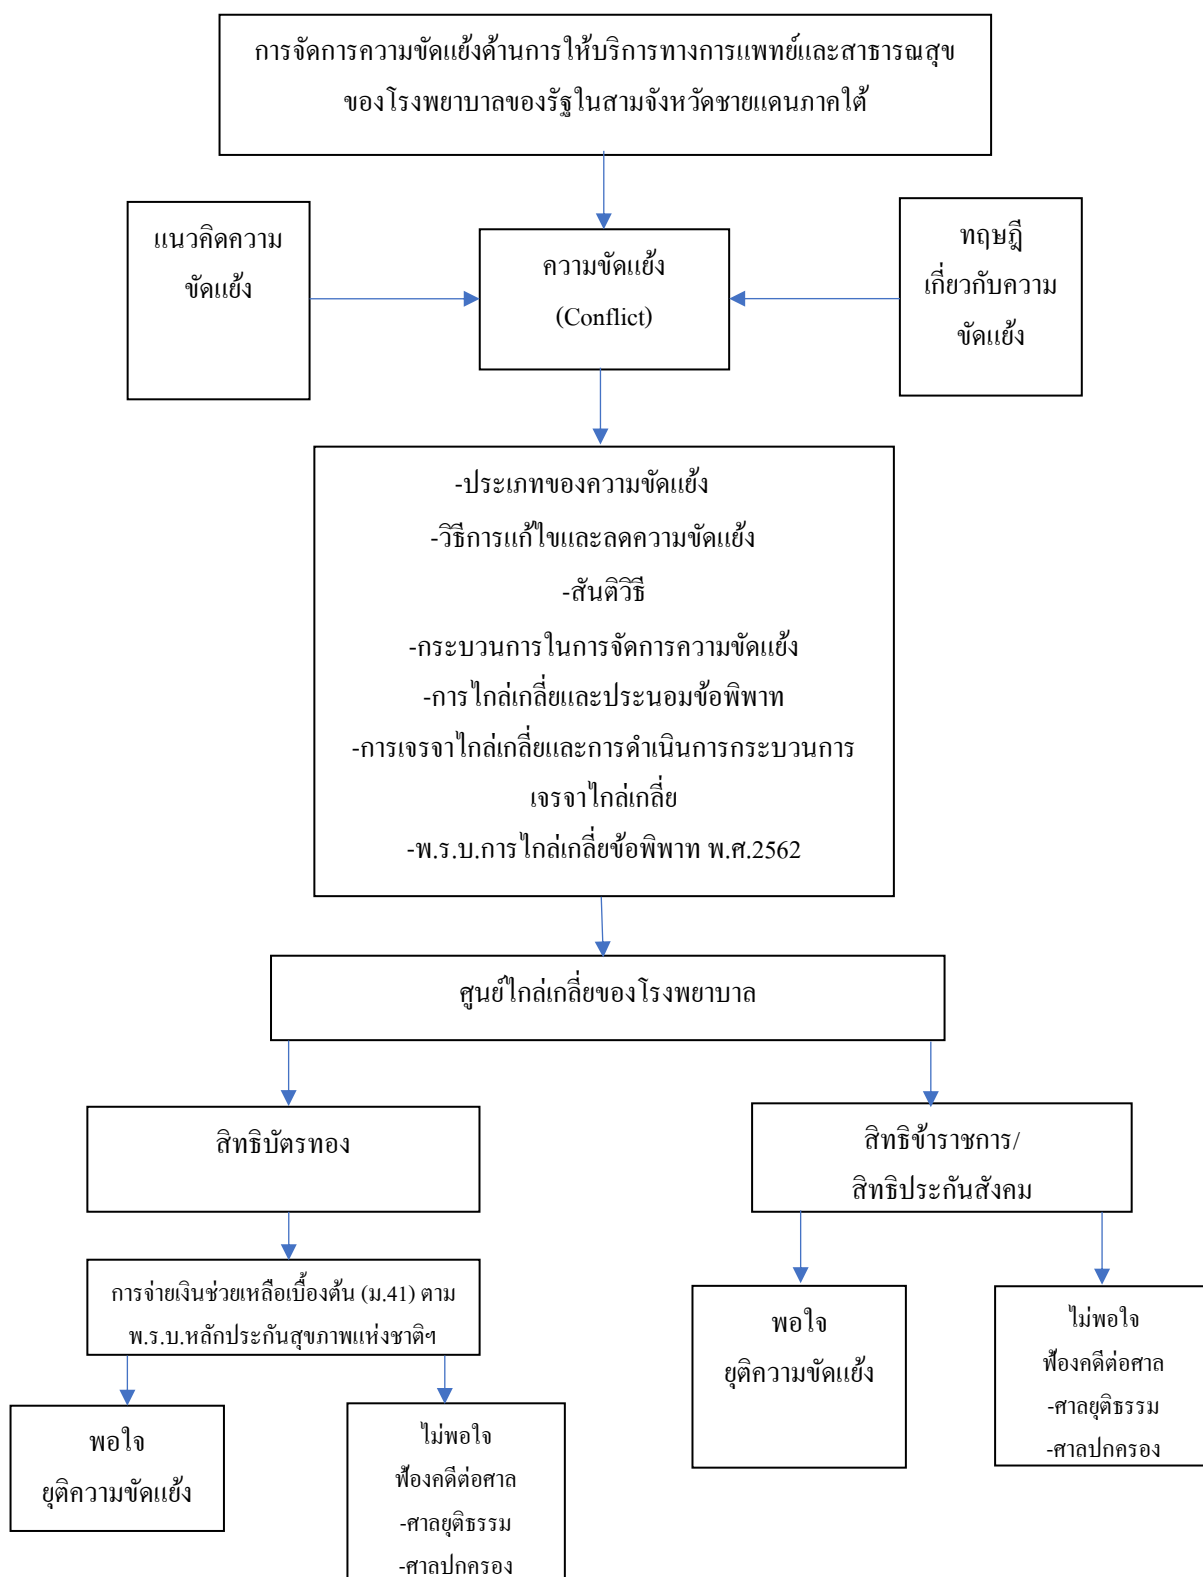 การจัดการความขัดแย้งด้านการให้บริการทางการแพทย์และสาธารณสุข
ของโรงพยาบาลของรัฐในสามจังหวัดชายแดนภาคใต้
แนวคิดความ
ขัดแย้ง
ความขัดแย้ง
(Conflict)
ทฤษฎี
เกี่ยวกับความ
ขัดแย้ง
-ประเภทของความขัดแย้ง
-วิธีการแก้ไขและลดความขัดแย้ง
-สันติวิธี
-กระบวนการในการจัดการความขัดแย้ง
-การไกล่เกลี่ยและประนอมข้อพิพาท
-การเจรจาไกล่เกลี่ยและการดำเนินการกระบวนการ
เจรจาไกล่เกลี่ย
-พ.ร.บ.การไกล่เกลี่ยข้อพิพาท พ.ศ.2562
ศูนย์ไกล่เกลี่ยของโรงพยาบาล
สิทธิบัตรทอง
สิทธิข้าราชการ/
สิทธิประกันสังคม
การจ่ายเงินช่วยเหลือเบื้องต้น (ม.41) ตาม
พ.ร.บ.หลักประกันสุขภาพแห่งชาติฯ
พอใจ
ยุติความขัดแย้ง
ไม่พอใจ
ฟ้องคดีต่อศาล
-ศาลยุติธรรม
-ศาลปกครอง
พอใจ
ยุติความขัดแย้ง
ไม่พอใจ
ฟ้องคดีต่อศาล
-ศาลยุติธรรม
-ศาลปกครอง